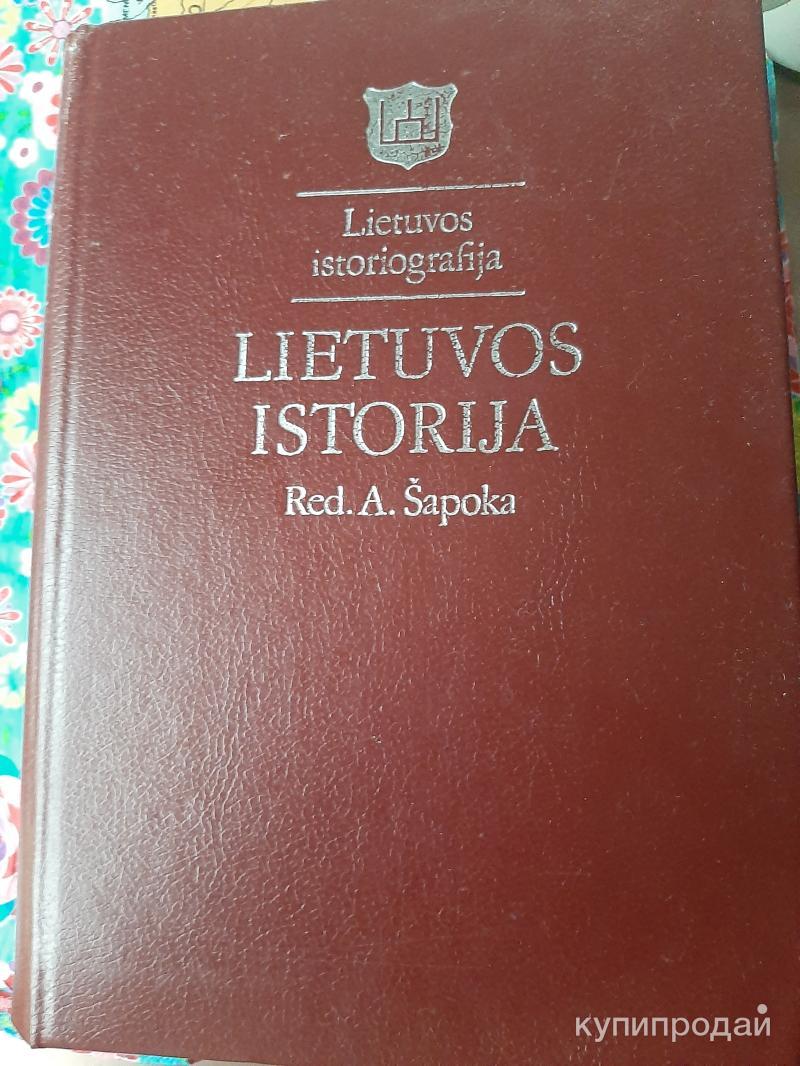 Lietuvos
istoriografija
LIETUVOS
ISTORIJA
Red. A. Šapoka
купипродай